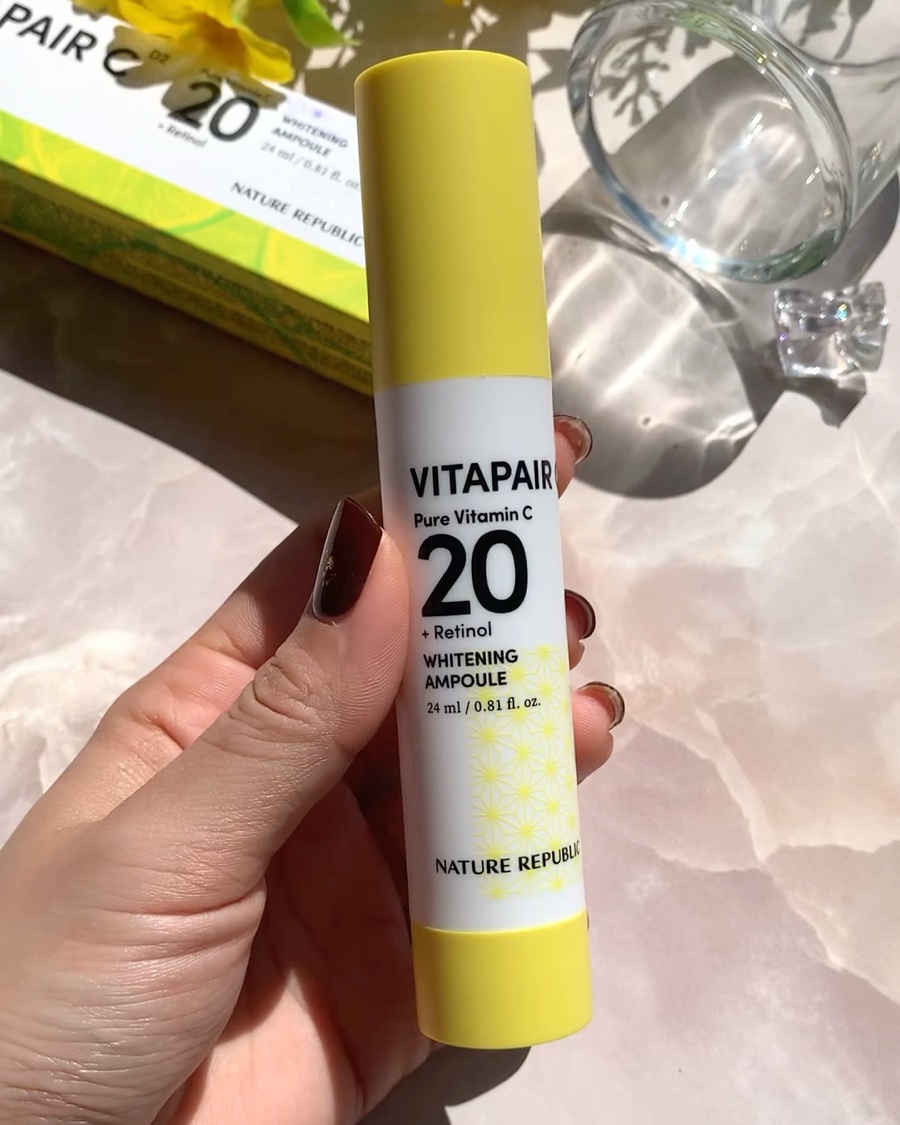 PAIR C
20
+ Retinol
WHITENING
AMPOULE
24 ml / 0.81 fl. oz.
NATURE REPUBLIC
VITAPAIR
Pure Vitamin C
20
+ Retinol
WHITENING
AMPOULE
24 ml / 0.81 fl. oz.
NATURE REPUBLIC